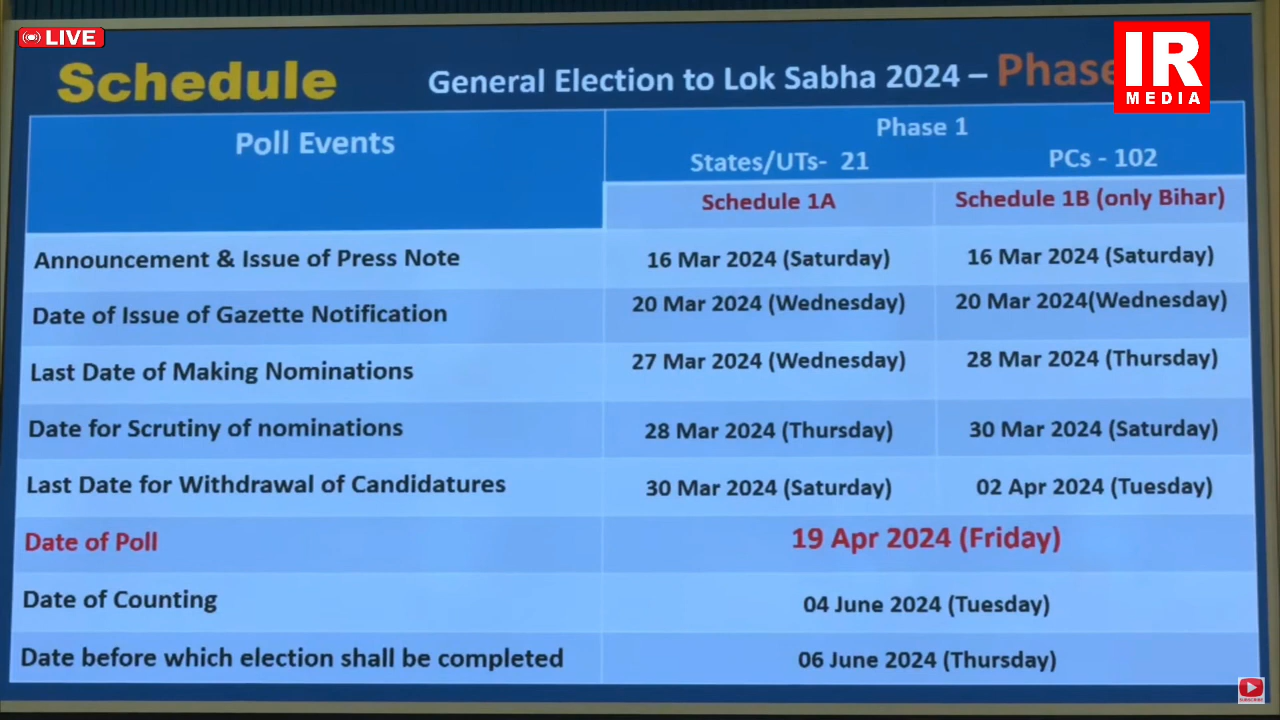 LIVE
Schedule
General Election to Lok Sabha 2024 – Phase
IR
MEDIA
Poll Events
Phase 1
States/UTs- 21
PCs - 102
Schedule 1A
Schedule 1B (only Bihar)
Announcement & Issue of Press Note
16 Mar 2024 (Saturday)
16 Mar 2024 (Saturday)
Date of Issue of Gazette Notification
20 Mar 2024 (Wednesday)
20 Mar 2024(Wednesday)
Last Date of Making Nominations
27 Mar 2024 (Wednesday)
28 Mar 2024 (Thursday)
Date for Scrutiny of nominations
28 Mar 2024 (Thursday)
30 Mar 2024 (Saturday)
Last Date for Withdrawal of Candidatures
30 Mar 2024 (Saturday)
02 Apr 2024 (Tuesday)
Date of Poll
19 Apr 2024 (Friday)
Date of Counting
04 June 2024 (Tuesday)
Date before which election shall be completed
06 June 2024 (Thursday)